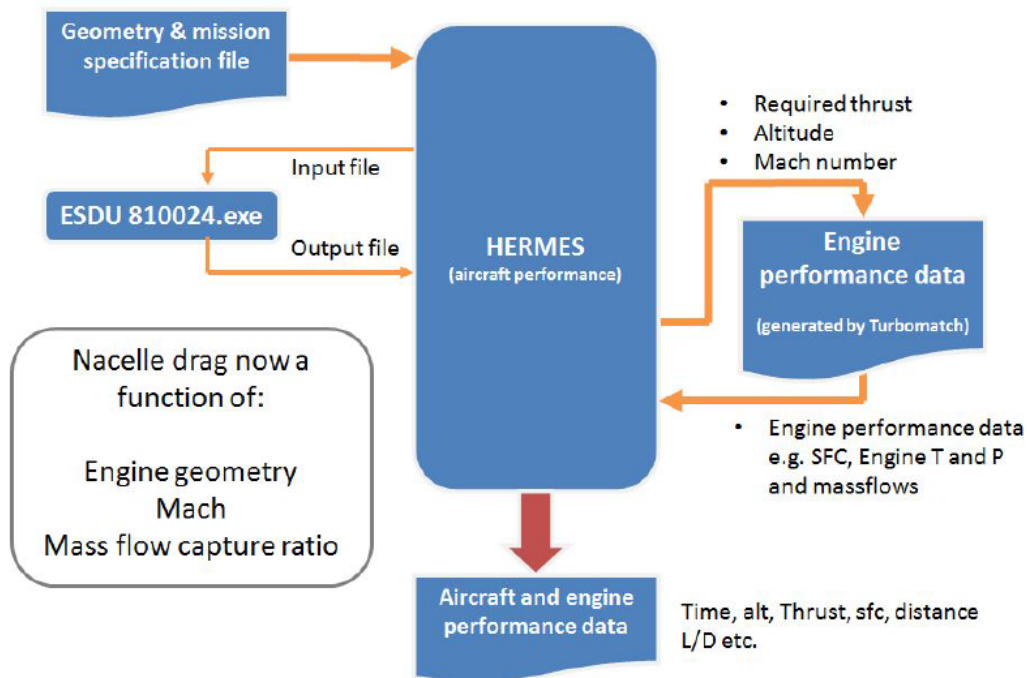 Geometry & mission
specification file
Input file
ESDU 810024.exe
Output file
HERMES
(aircraft performance)
• Required thrust
• Altitude
• Mach number
Engine
performance data
(generated by Turbomatch)
• Engine performance data
e.g. SFC, Engine T and P
and massflows
Nacelle drag now a
function of:
Engine geometry
Mach
Mass flow capture ratio
Aircraft and engine
performance data
Time, alt, Thrust, sfc, distance
L/D etc.